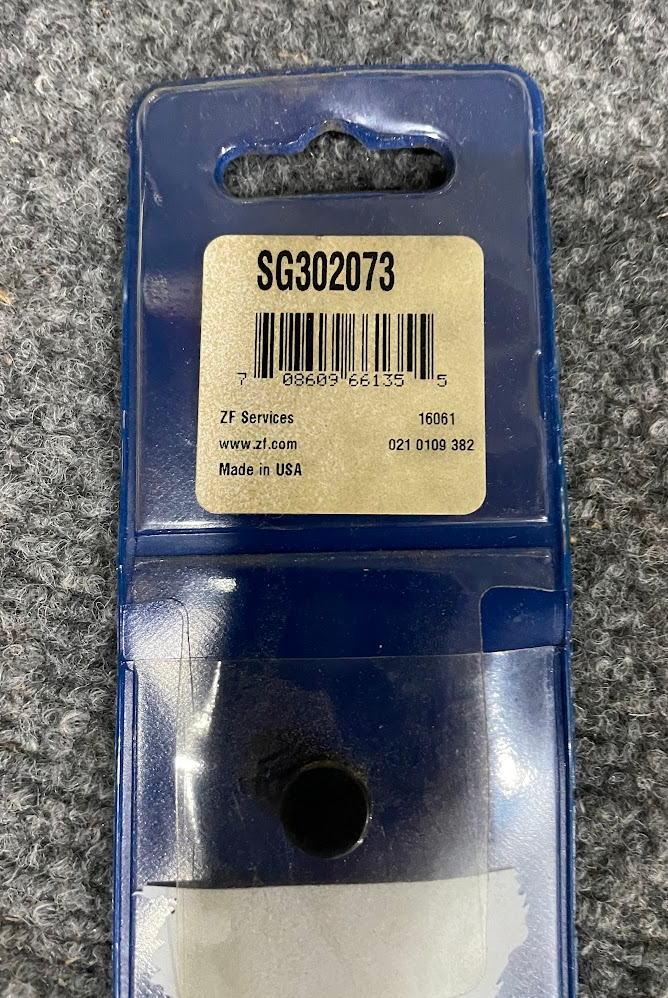 SG302073
7 08609 66135 5
ZF Services 16061
www.zf.com 021 0109 382
Made in USA